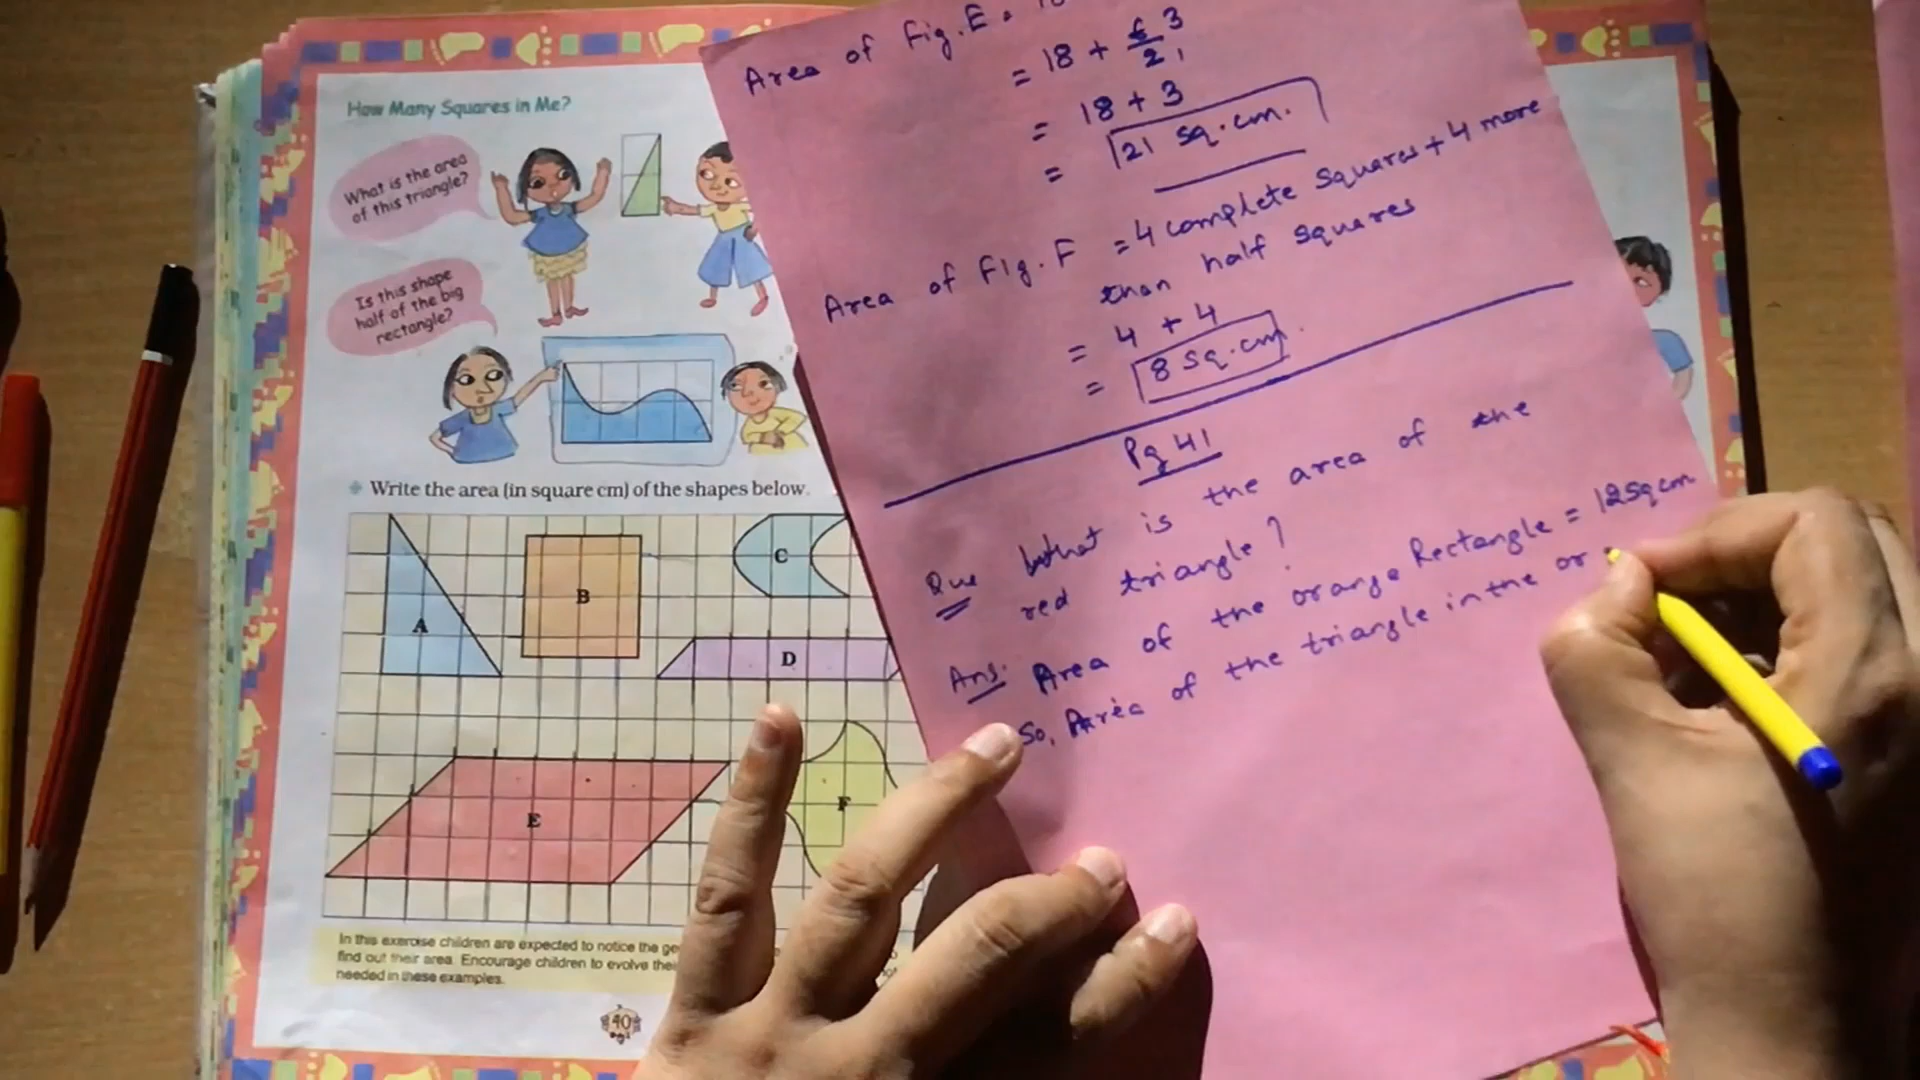 How Many Squares in Me?
What is the area
of this triangle?
Is this shape
half of the big
rectangle?
Write the area (in square cm) of the shapes below.
A
B
C
D
E
F
In this exercise children are expected to notice the ge
find out their area. Encourage children to evolve thei
needed in these examples.
40
Area of Fig. E =
= 18 + 6/2 3 1
= 18 + 3
= 21 sq.cm.
Area of Fig. F = 4 complete squares + 4 more
than half squares
= 4 + 4
= 8 sq.cm
Pg 41
Que What is the area of the
red triangle?
Ans. Area of the orange Rectangle = 12 sq cm
So, Area of the triangle in the or